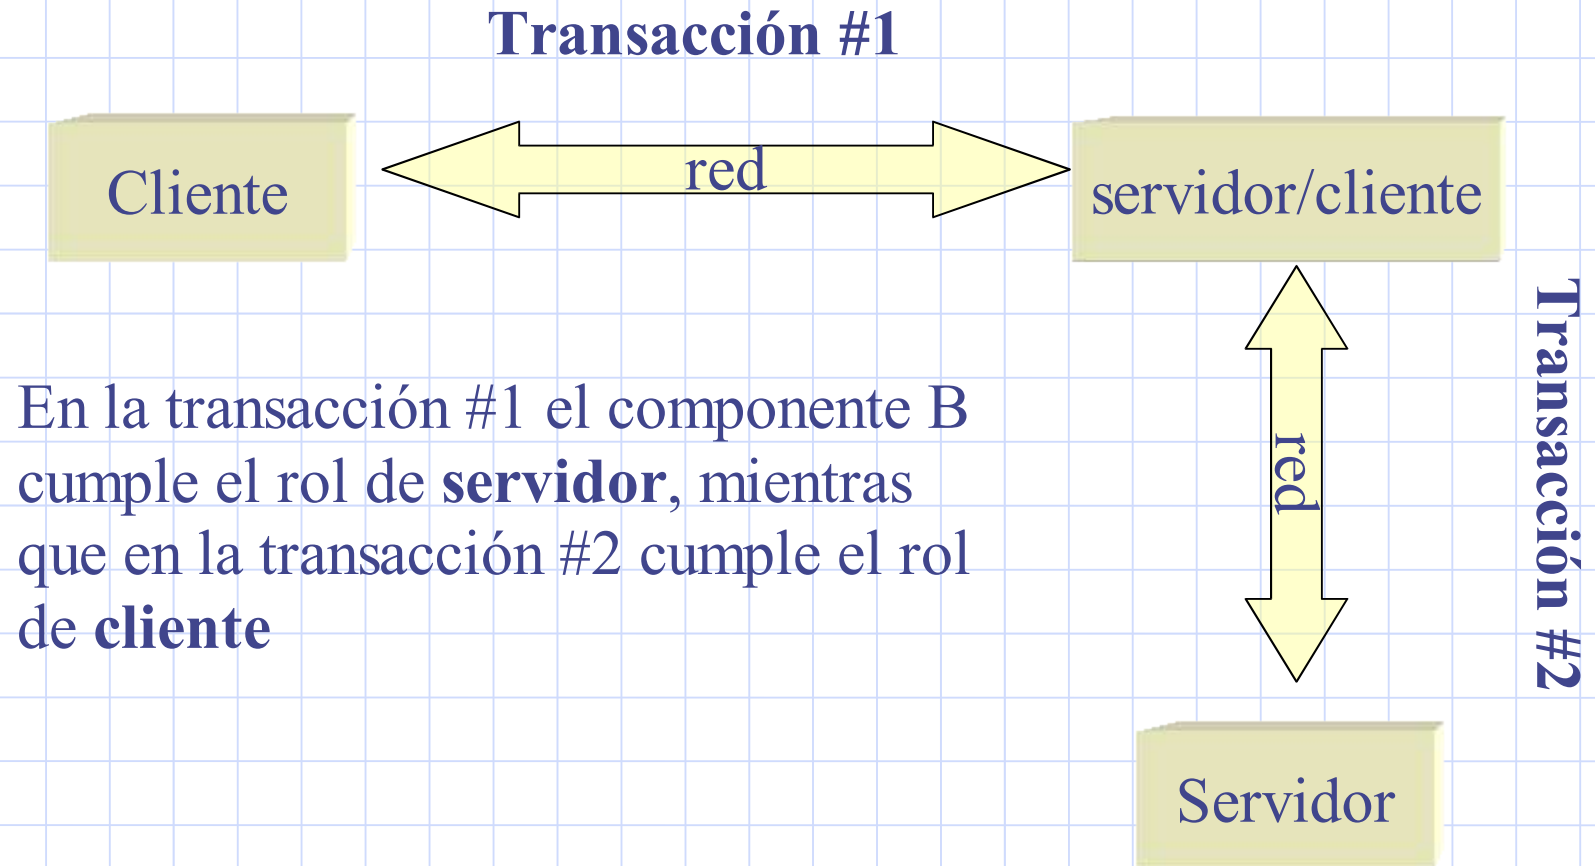 Transacción #1
Cliente
red
servidor/cliente
Transacción #2
red
En la transacción #1 el componente B
cumple el rol de servidor, mientras
que en la transacción #2 cumple el rol
de cliente
Servidor